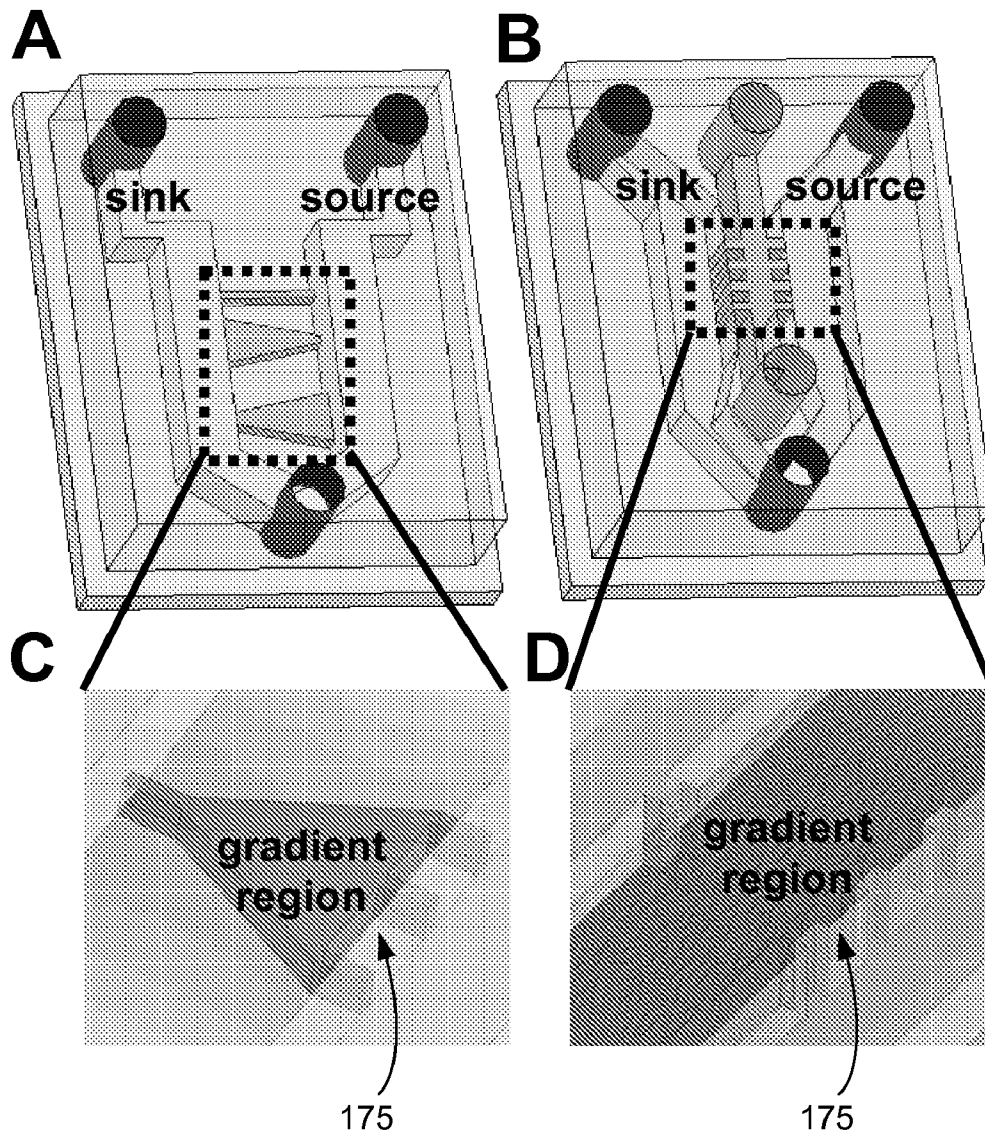 A
B
sink
source
sink
source
C
D
gradient
region
gradient
region
175
175